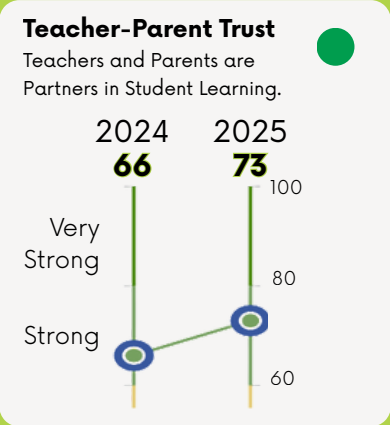 Teacher-Parent Trust
Teachers and Parents are
Partners in Student Learning.
2024 2025
66 73
100
Very
Strong
80
Strong
60